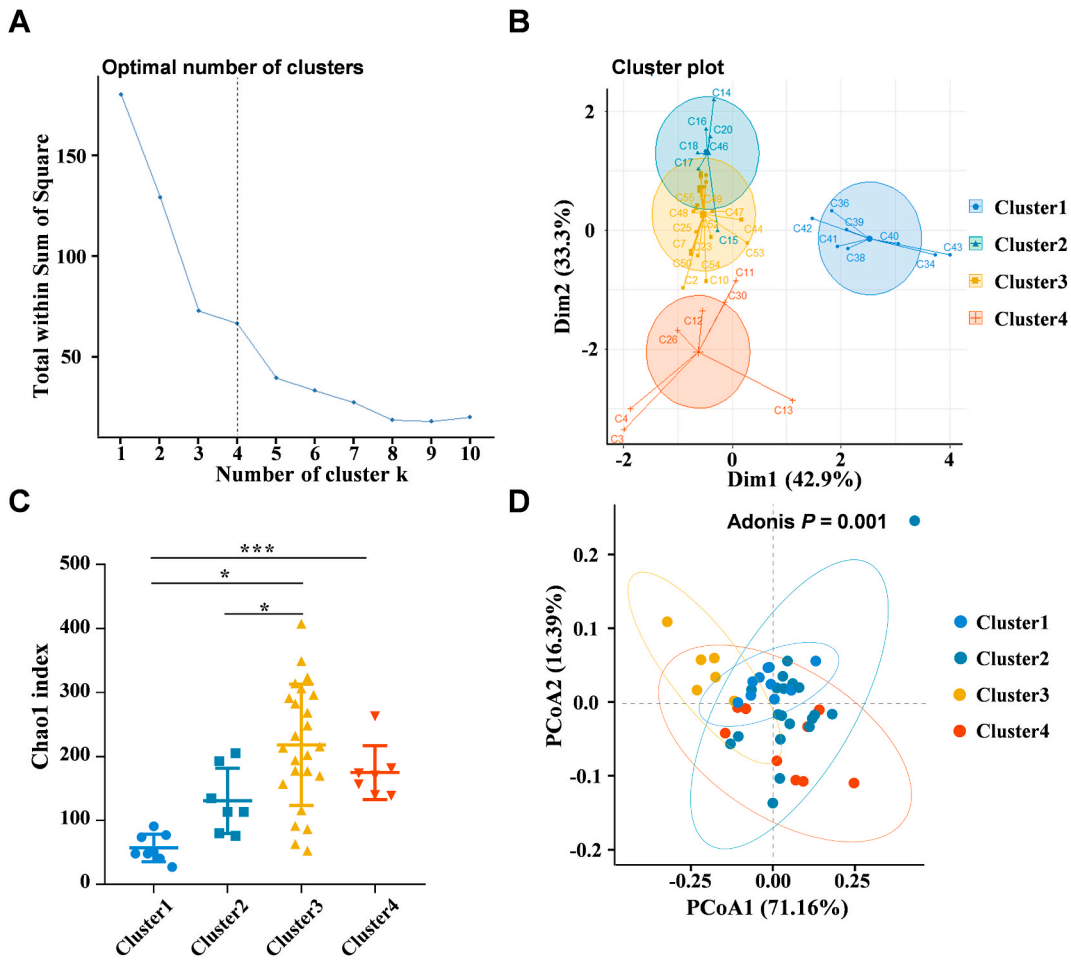 A
Optimal number of clusters
Total within Sum of Square
150
100
50
1 2 3 4 5 6 7 8 9 10
Number of cluster k
B
Cluster plot
Dim2 (33.3%)
2
0
-2
C14
C16
C20
C18
C46
C17
C55
C49
C48
C47
C25
C44
C15
C7
C23
C53
C50
C54
C2
C10
C11
C30
C12
C26
C4
C3
C13
C36
C42
C39
C41
C40
C38
C43
C34
-2 0 2 4
Dim1 (42.9%)
Cluster1
Cluster2
Cluster3
Cluster4
C
Chao1 index
500
400
300
200
100
0
***
*
*
Cluster1
Cluster2
Cluster3
Cluster4
D
Adonis P = 0.001
PCoA2 (16.39%)
0.2
0.1
0.0
-0.1
-0.2
-0.25 0.00 0.25
PCoA1 (71.16%)
Cluster1
Cluster2
Cluster3
Cluster4